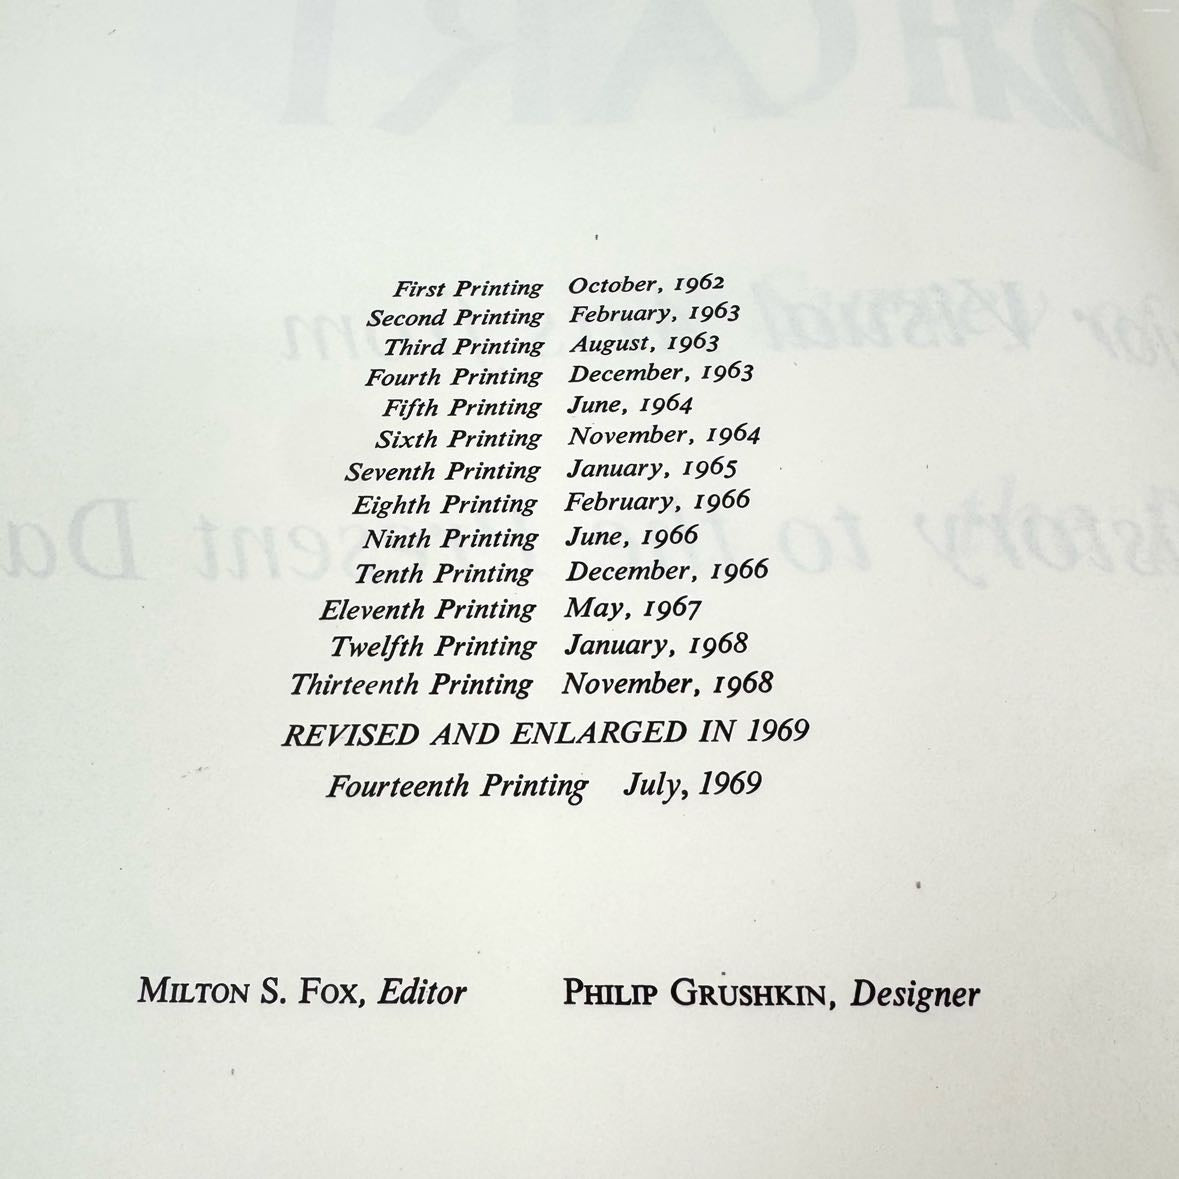 First Printing October, 1962
Second Printing February, 1963
Third Printing August, 1963
Fourth Printing December, 1963
Fifth Printing June, 1964
Sixth Printing November, 1964
Seventh Printing January, 1965
Eighth Printing February, 1966
Ninth Printing June, 1966
Tenth Printing December, 1966
Eleventh Printing May, 1967
Twelfth Printing January, 1968
Thirteenth Printing November, 1968
REVISED AND ENLARGED IN 1969
Fourteenth Printing July, 1969
MILTON S. FOX, Editor PHILIP GRUSHKIN, Designer